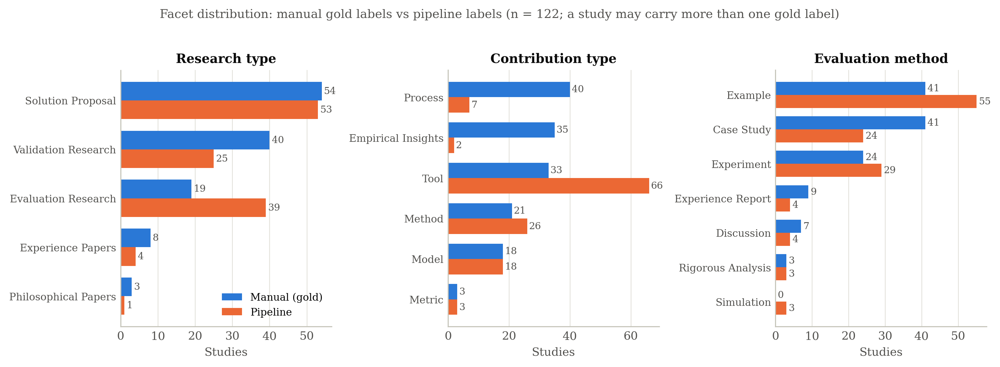 Facet distribution: manual gold labels vs pipeline labels (n = 122; a study may carry more than one gold label)
Research type
Solution Proposal
54
53
Validation Research
40
25
Evaluation Research
19
39
Experience Papers
8
4
Philosophical Papers
3
1
Manual (gold)
Pipeline
0 10 20 30 40 50
Studies
Contribution type
Process
40
7
Empirical Insights
35
2
Tool
33
66
Method
21
26
Model
18
18
Metric
3
3
0 20 40 60
Studies
Evaluation method
Example
41
55
Case Study
41
24
Experiment
24
29
Experience Report
9
4
Discussion
7
4
Rigorous Analysis
3
3
Simulation
0
3
0 10 20 30 40 50
Studies